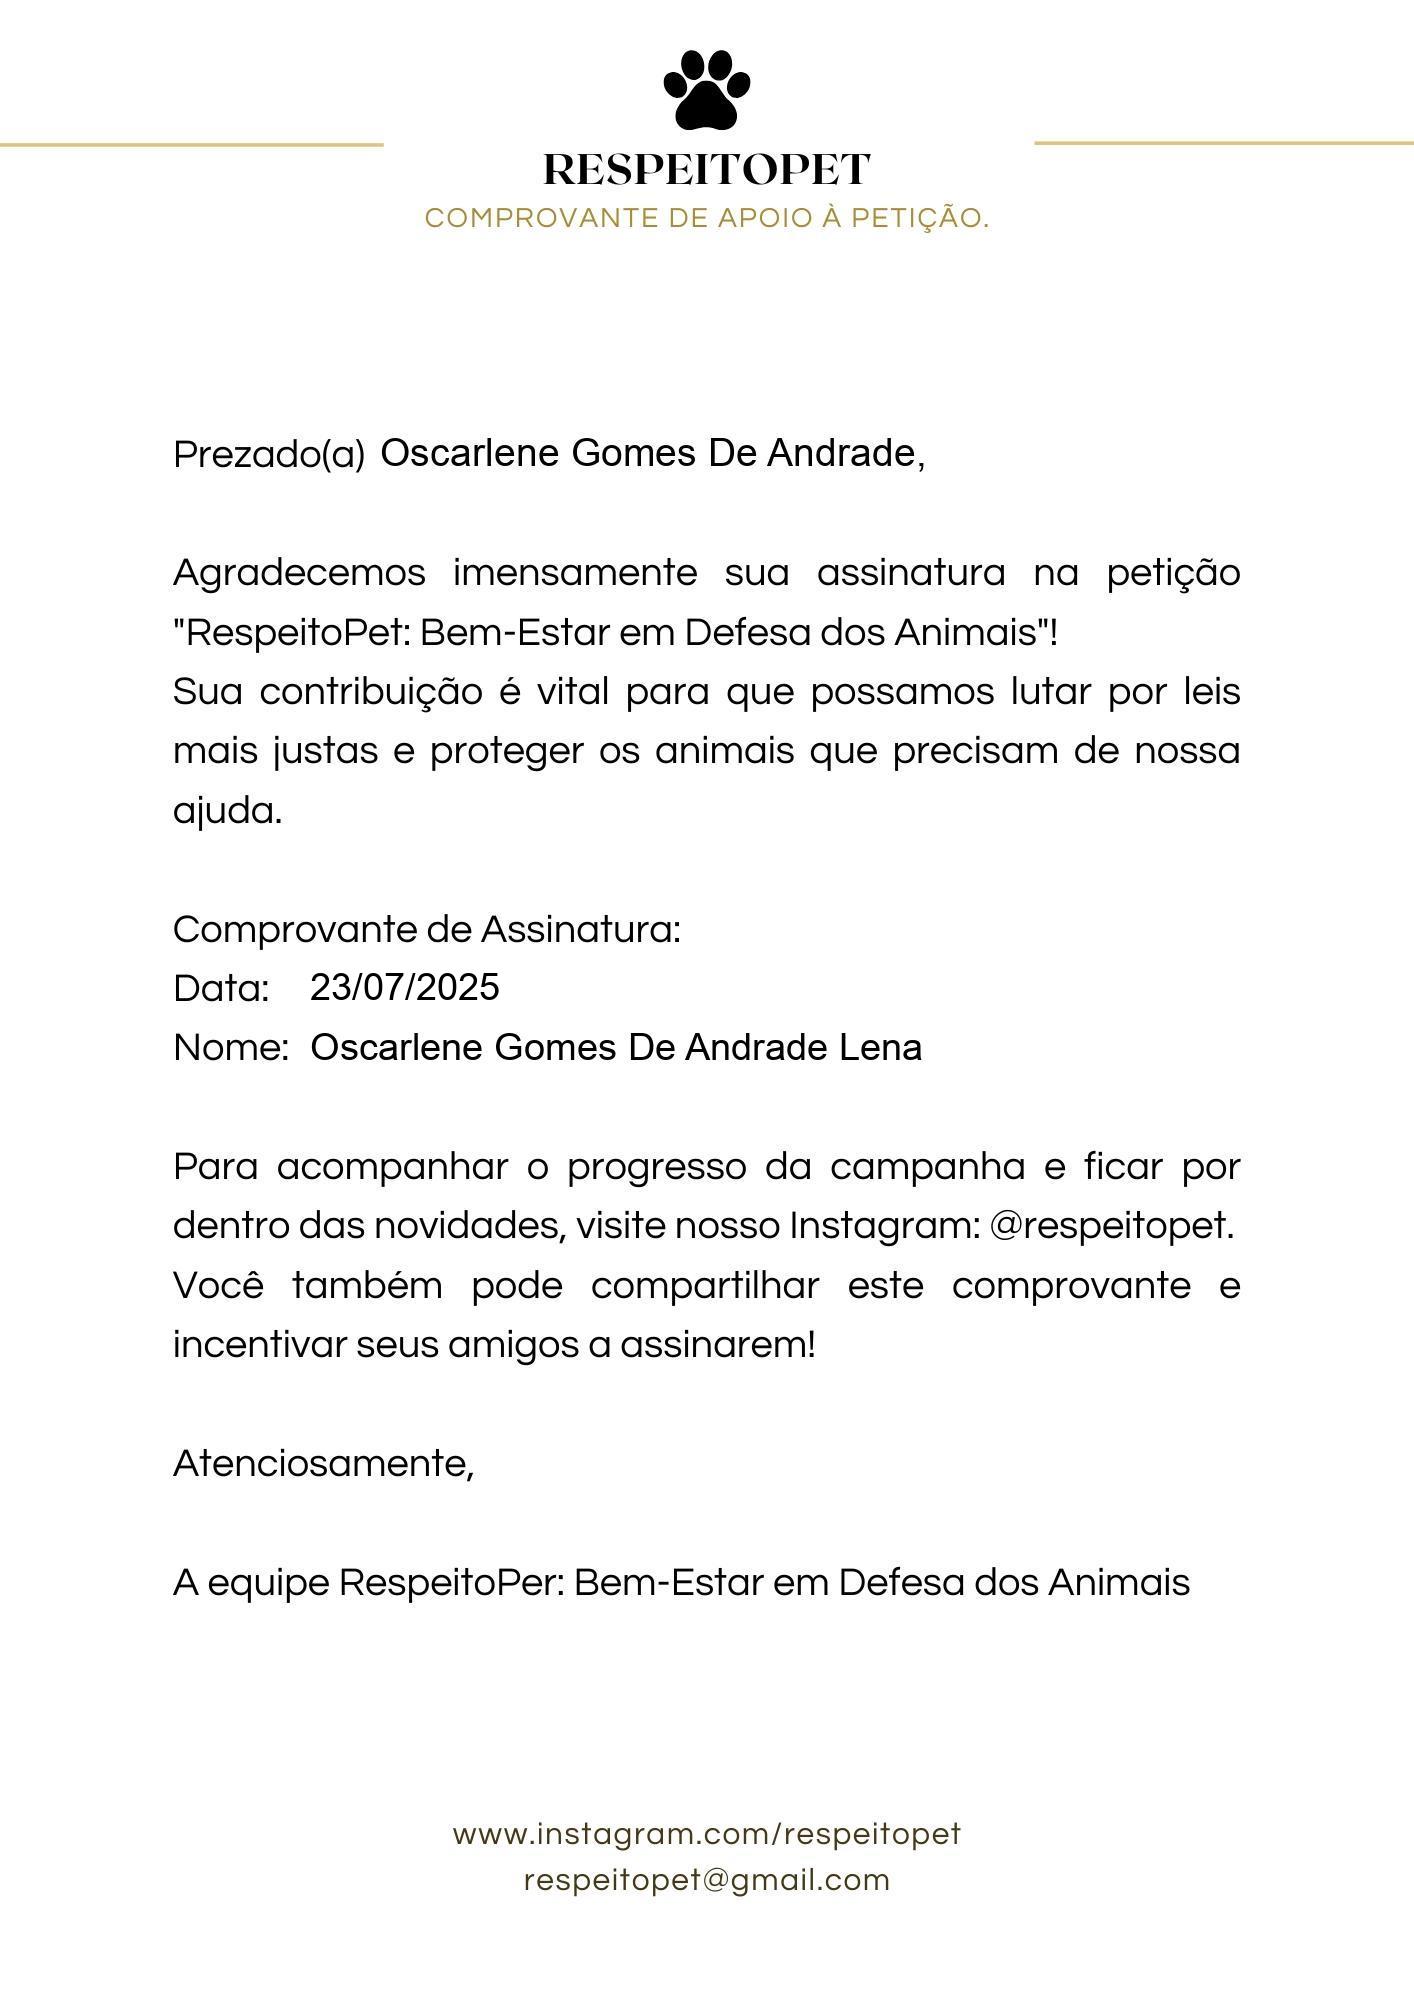 RESPEITOPET
COMPROVANTE DE APOIO À PETIÇÃO.
Prezado(a) Oscarlene Gomes De Andrade,
Agradecemos imensamente sua assinatura na petição
"RespeitoPet: Bem-Estar em Defesa dos Animais"!
Sua contribuição é vital para que possamos lutar por leis
mais justas e proteger os animais que precisam de nossa
ajuda.
Comprovante de Assinatura:
Data: 23/07/2025
Nome: Oscarlene Gomes De Andrade Lena
Para acompanhar o progresso da campanha e ficar por
dentro das novidades, visite nosso Instagram: @respeitopet.
Você também pode compartilhar este comprovante e
incentivar seus amigos a assinarem!
Atenciosamente,
A equipe RespeitoPer: Bem-Estar em Defesa dos Animais
www.instagram.com/respeitopet
respeitopet@gmail.com